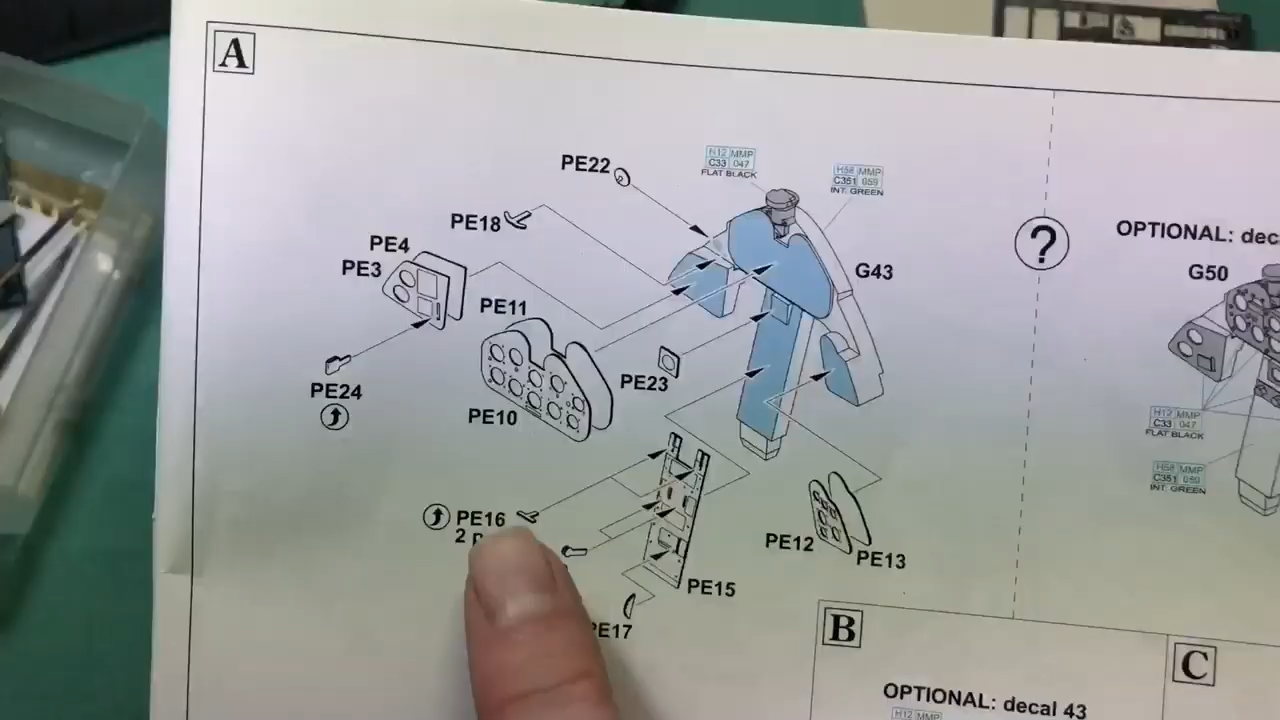 A
PE22
H12 MMP
C33 047
FLAT BLACK
H58 MMP
C351 059
INT. GREEN
PE18
PE4
PE3
PE11
G43
?
OPTIONAL: dec
G50
PE24
PE10
PE23
PE16
2
PE12
PE13
PE15
PE17
H12 MMP
C33 047
FLAT BLACK
H58 MMP
C351 059
INT. GREEN
B
OPTIONAL: decal 43
H12 MMP
C